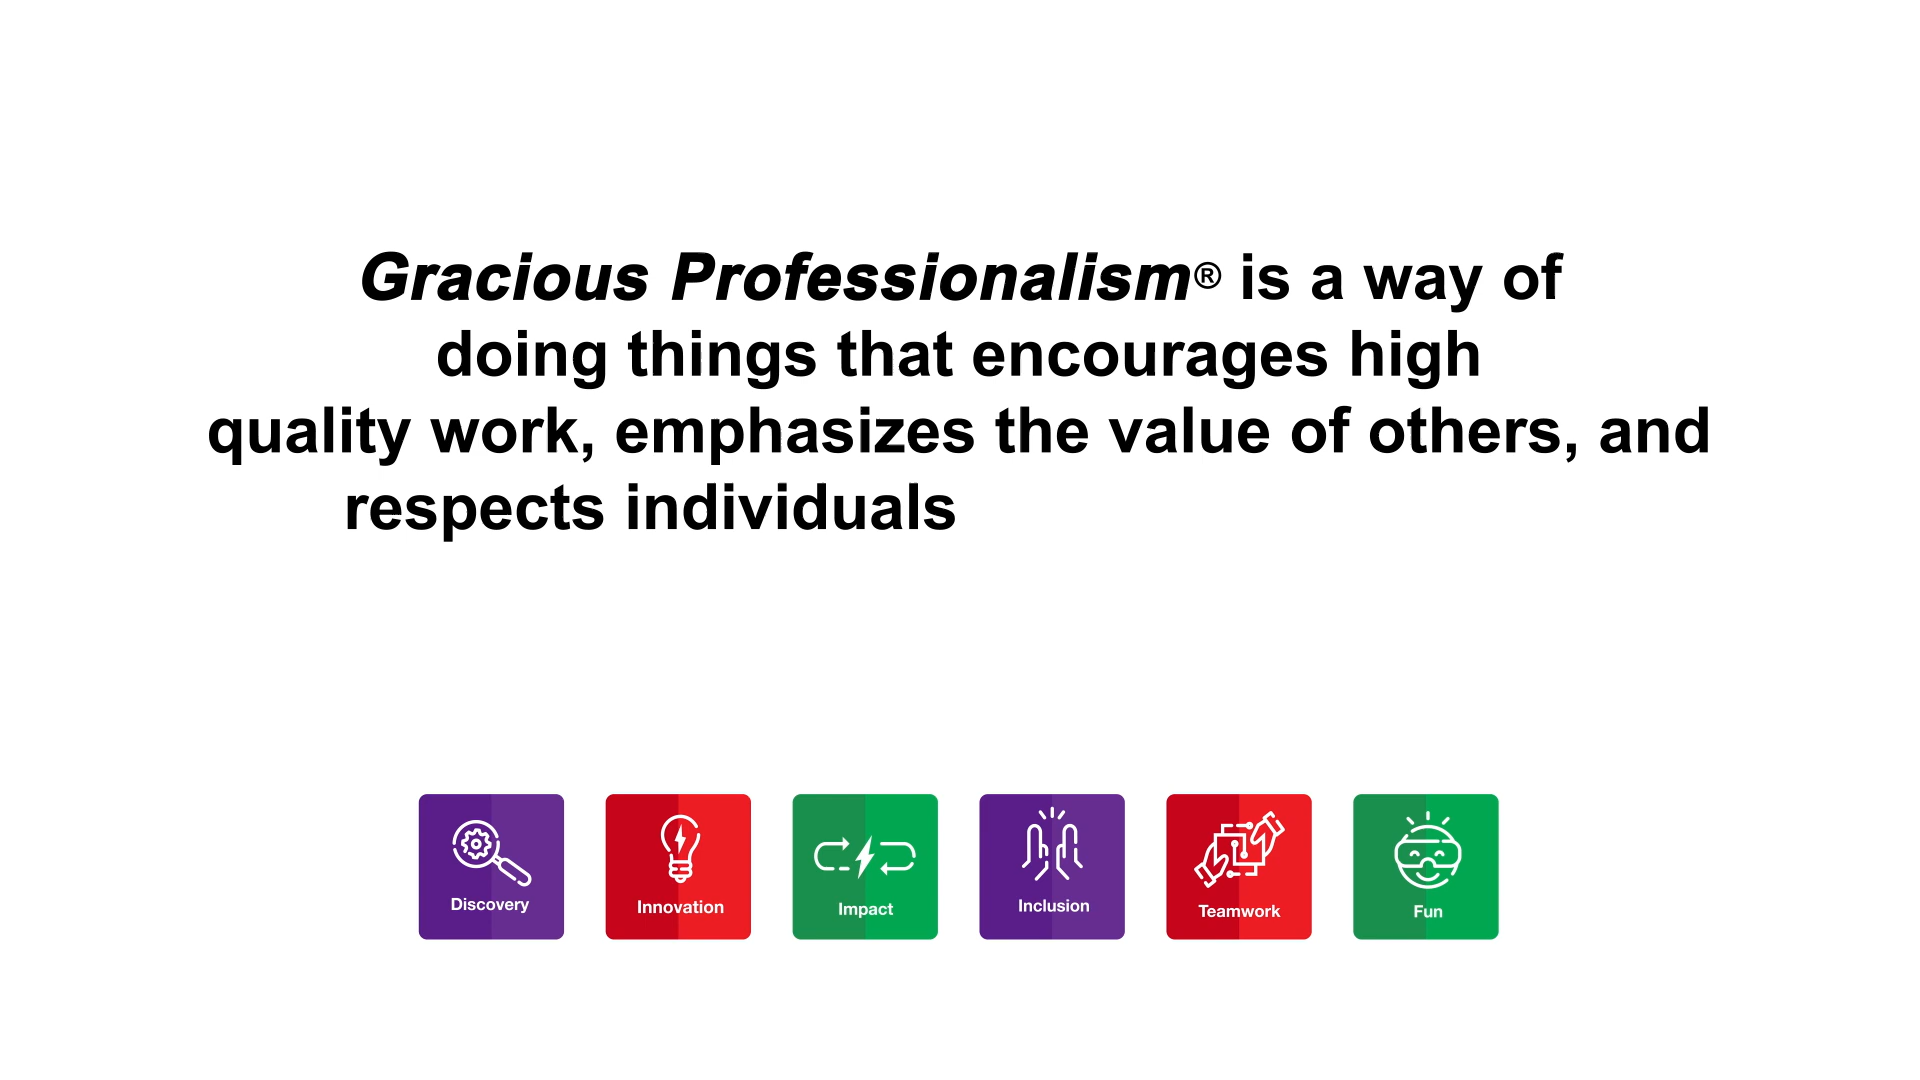 Gracious Professionalism® is a way of
doing things that encourages high
quality work, emphasizes the value of others, and
respects individuals
Discovery
Innovation
Impact
Inclusion
Teamwork
Fun